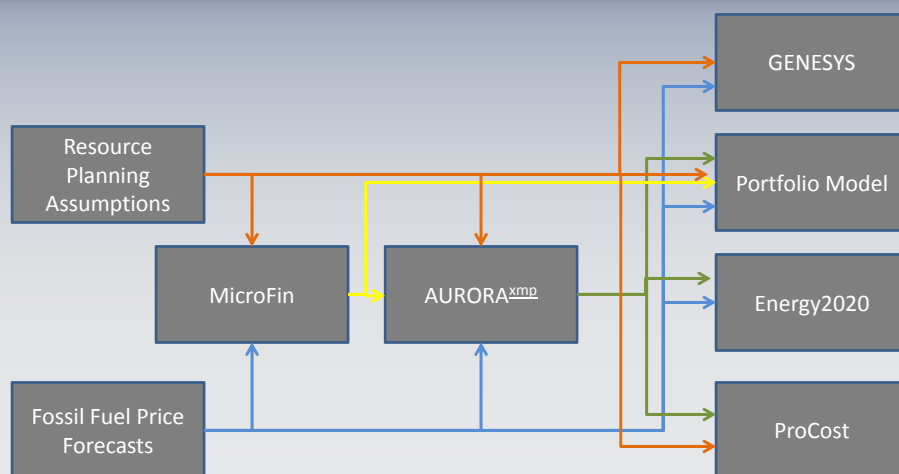 GENESYS
Resource
Planning
Assumptions
Portfolio Model
MicroFin
AURORAxmp
Energy2020
Fossil Fuel Price
Forecasts
ProCost